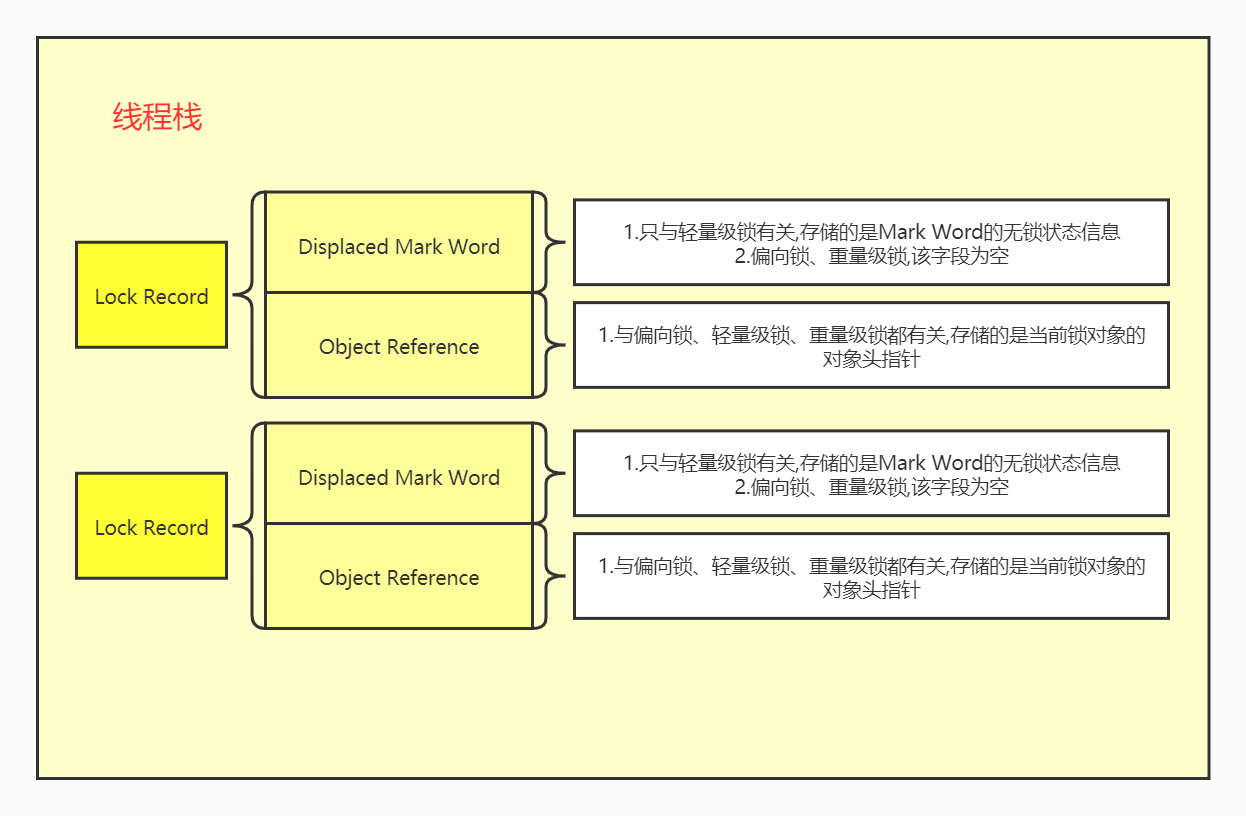 线程栈
Lock Record
Displaced Mark Word
1.只与轻量级锁有关,存储的是Mark Word的无锁状态信息
2.偏向锁、重量级锁,该字段为空
Object Reference
1.与偏向锁、轻量级锁、重量级锁都有关,存储的是当前锁对象的
对象头指针
Lock Record
Displaced Mark Word
1.只与轻量级锁有关,存储的是Mark Word的无锁状态信息
2.偏向锁、重量级锁,该字段为空
Object Reference
1.与偏向锁、轻量级锁、重量级锁都有关,存储的是当前锁对象的
对象头指针